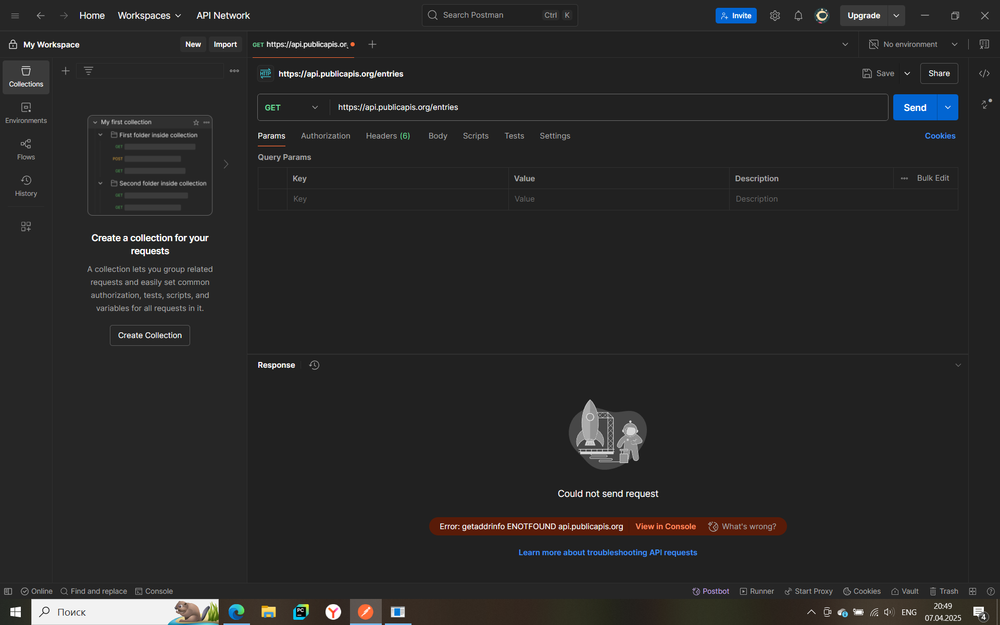 Home
Workspaces
API Network
Search Postman
Ctrl
K
Invite
Upgrade
My Workspace
New
Import
GET https://api.publicapis.or
No environment
Collections
Environments
Flows
History
My first collection
First folder inside collection
GET
POST
GET
Second folder inside collection
GET
GET
Create a collection for your
requests
A collection lets you group related
requests and easily set common
authorization, tests, scripts, and
variables for all requests in it.
Create Collection
HTTP
https://api.publicapis.org/entries
Save
Share
GET
https://api.publicapis.org/entries
Send
Params
Authorization
Headers (6)
Body
Scripts
Tests
Settings
Cookies
Query Params
Key
Value
Description
Bulk Edit
Key
Value
Description
Response
Could not send request
Error: getaddrinfo ENOTFOUND api.publicapis.org
View in Console
What's wrong?
Learn more about troubleshooting API requests
Online
Find and replace
Console
Postbot
Runner
Start Proxy
Cookies
Vault
Trash
Поиск
PC
ENG
20:49
07.04.2025
4